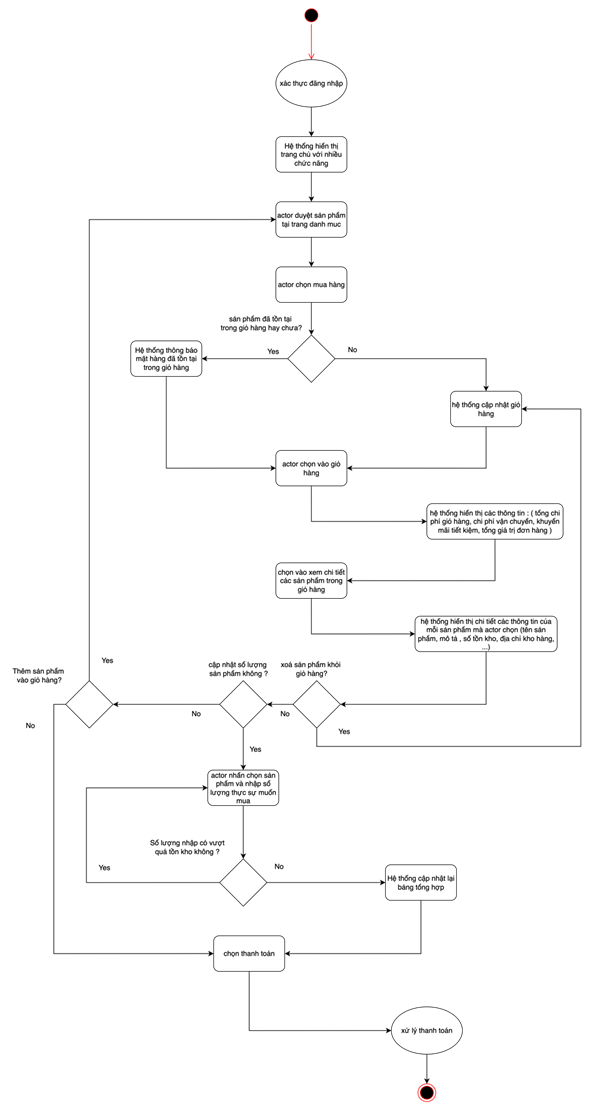 xác thực đăng nhập
Hệ thống hiển thị
trang chủ với nhiều
chức năng
actor duyệt sản phẩm
tại trang danh mục
actor chọn mua hàng
sản phẩm đã tồn tại
trong giỏ hàng hay chưa?
Yes
No
Hệ thống thông báo
mặt hàng đã tồn tại
trong giỏ hàng
hệ thống cập nhật giỏ
hàng
actor chọn vào giỏ
hàng
hệ thống hiển thị các thông tin : ( tổng chi
phí giỏ hàng, chi phí vận chuyển, khuyến
mãi tiết kiệm, tổng giá trị đơn hàng )
chọn vào xem chi tiết
các sản phẩm trong
giỏ hàng
hệ thống hiển thị chi tiết các thông tin của
mỗi sản phẩm mà actor chọn (tên sản
phẩm, mô tả , số tồn kho, địa chỉ kho hàng,
...)
xoá sản phẩm khỏi
giỏ hàng?
Yes
No
cập nhật số lượng
sản phẩm không ?
No
Yes
Thêm sản phẩm
vào giỏ hàng?
Yes
No
actor nhấn chọn sản
phẩm và nhập số
lượng thực sự muốn
mua
Số lượng nhập có vượt
quá tồn kho không ?
Yes
No
Hệ thống cập nhật lại
bảng tổng hợp
chọn thanh toán
xử lý thanh toán